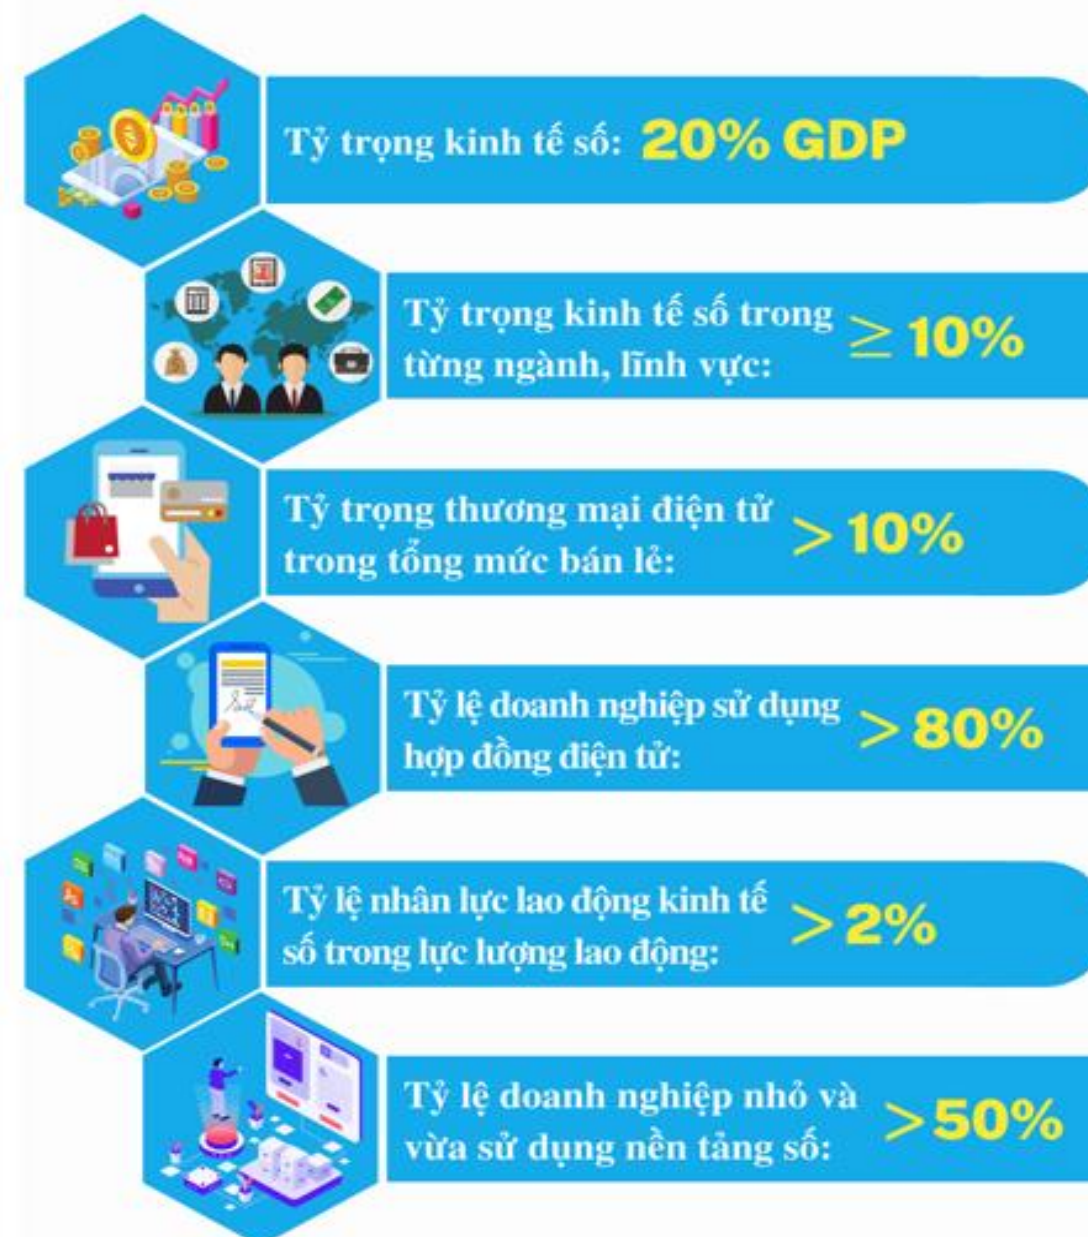 Tỷ trọng kinh tế số: 20% GDP
Tỷ trọng kinh tế số trong
từng ngành, lĩnh vực: ≥ 10%
Tỷ trọng thương mại điện tử
trong tổng mức bán lẻ: > 10%
Tỷ lệ doanh nghiệp sử dụng
hợp đồng điện tử: > 80%
Tỷ lệ nhân lực lao động kinh tế
số trong lực lượng lao động: > 2%
Tỷ lệ doanh nghiệp nhỏ và
vừa sử dụng nền tảng số: > 50%